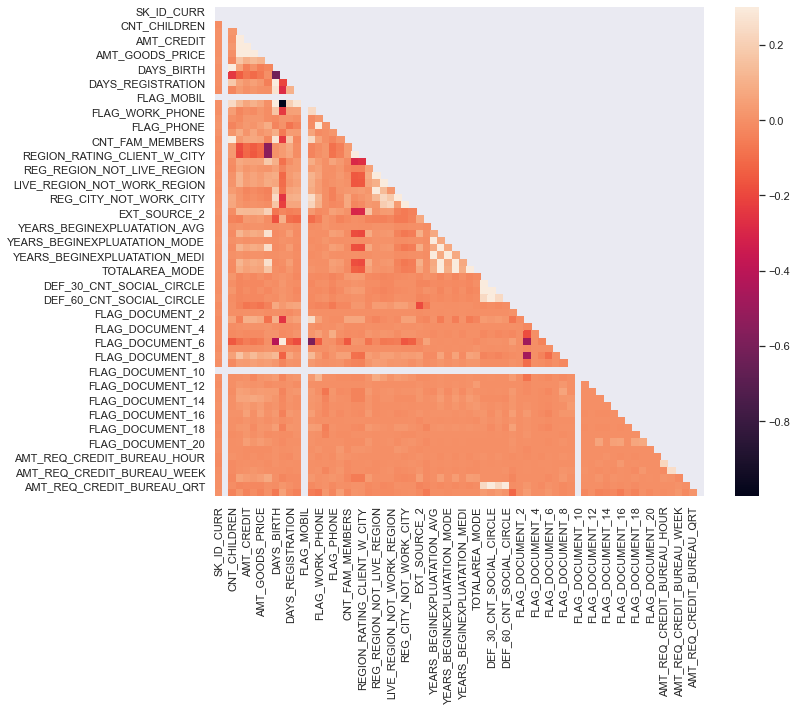 SK_ID_CURR
CNT_CHILDREN
AMT_CREDIT
AMT_GOODS_PRICE
DAYS_BIRTH
DAYS_REGISTRATION
FLAG_MOBIL
FLAG_WORK_PHONE
FLAG_PHONE
CNT_FAM_MEMBERS
REGION_RATING_CLIENT_W_CITY
REG_REGION_NOT_LIVE_REGION
LIVE_REGION_NOT_WORK_REGION
REG_CITY_NOT_WORK_CITY
EXT_SOURCE_2
YEARS_BEGINEXPLUATATION_AVG
YEARS_BEGINEXPLUATATION_MODE
YEARS_BEGINEXPLUATATION_MEDI
TOTALAREA_MODE
DEF_30_CNT_SOCIAL_CIRCLE
DEF_60_CNT_SOCIAL_CIRCLE
FLAG_DOCUMENT_2
FLAG_DOCUMENT_4
FLAG_DOCUMENT_6
FLAG_DOCUMENT_8
FLAG_DOCUMENT_10
FLAG_DOCUMENT_12
FLAG_DOCUMENT_14
FLAG_DOCUMENT_16
FLAG_DOCUMENT_18
FLAG_DOCUMENT_20
AMT_REQ_CREDIT_BUREAU_HOUR
AMT_REQ_CREDIT_BUREAU_WEEK
AMT_REQ_CREDIT_BUREAU_QRT
SK_ID_CURR
CNT_CHILDREN
AMT_CREDIT
AMT_GOODS_PRICE
DAYS_BIRTH
DAYS_REGISTRATION
FLAG_MOBIL
FLAG_WORK_PHONE
FLAG_PHONE
CNT_FAM_MEMBERS
REGION_RATING_CLIENT_W_CITY
REG_REGION_NOT_LIVE_REGION
LIVE_REGION_NOT_WORK_REGION
REG_CITY_NOT_WORK_CITY
EXT_SOURCE_2
YEARS_BEGINEXPLUATATION_AVG
YEARS_BEGINEXPLUATATION_MODE
YEARS_BEGINEXPLUATATION_MEDI
TOTALAREA_MODE
DEF_30_CNT_SOCIAL_CIRCLE
DEF_60_CNT_SOCIAL_CIRCLE
FLAG_DOCUMENT_2
FLAG_DOCUMENT_4
FLAG_DOCUMENT_6
FLAG_DOCUMENT_8
FLAG_DOCUMENT_10
FLAG_DOCUMENT_12
FLAG_DOCUMENT_14
FLAG_DOCUMENT_16
FLAG_DOCUMENT_18
FLAG_DOCUMENT_20
AMT_REQ_CREDIT_BUREAU_HOUR
AMT_REQ_CREDIT_BUREAU_WEEK
AMT_REQ_CREDIT_BUREAU_QRT
0.2
0.0
−0.2
−0.4
−0.6
−0.8